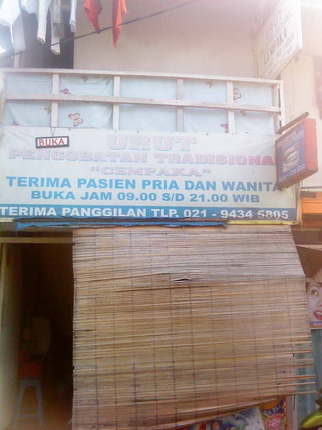 BUKA
URUT
PENGOBATAN TRADISIONAL
"CEMPAKA"
TERIMA PASIEN PRIA DAN WANITA
BUKA JAM 09.00 S/D 21.00 WIB
TERIMA PANGGILAN TLP. 021 - 9434 5805